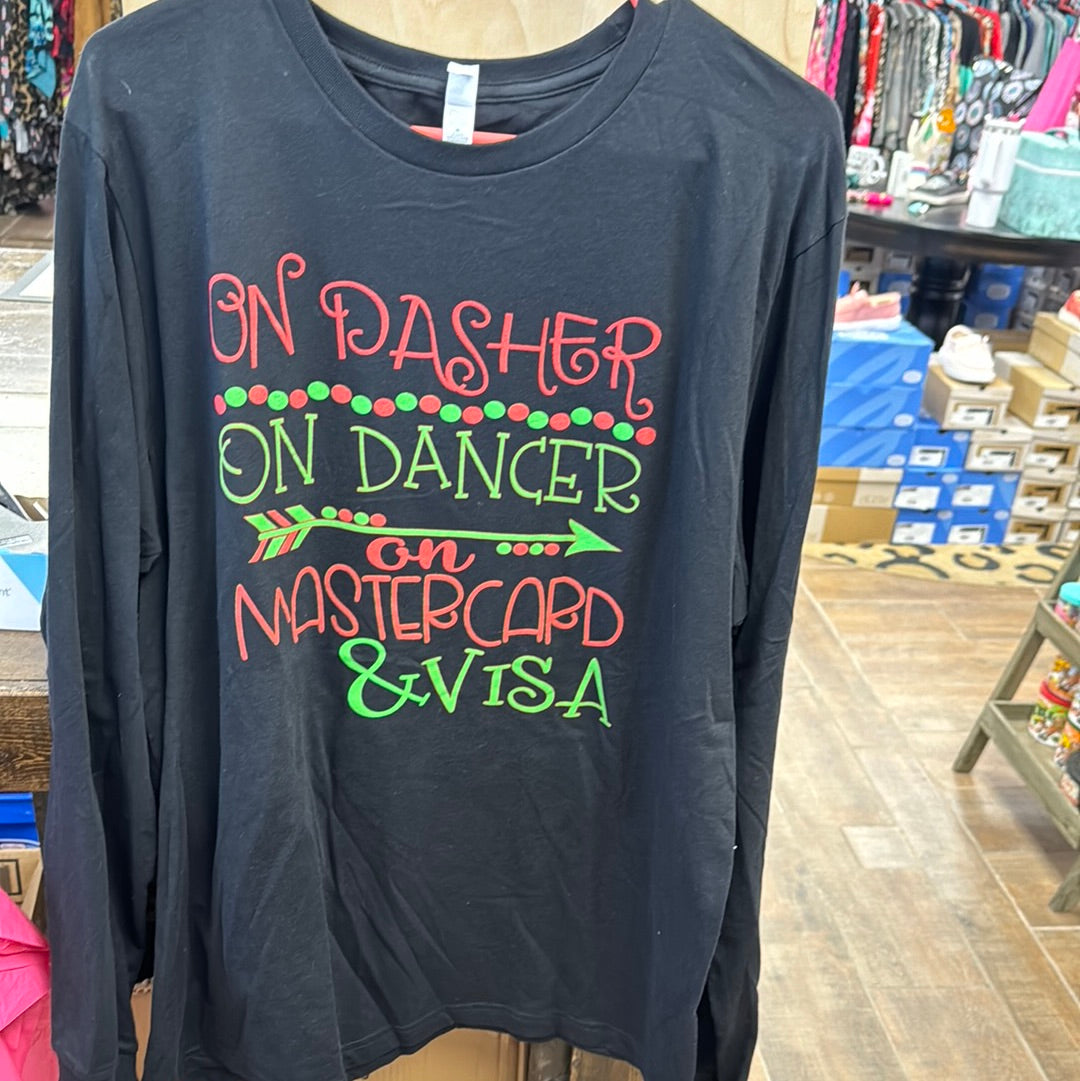 ON DASHER
ON DANCER
on
MASTERCARD
& VISA